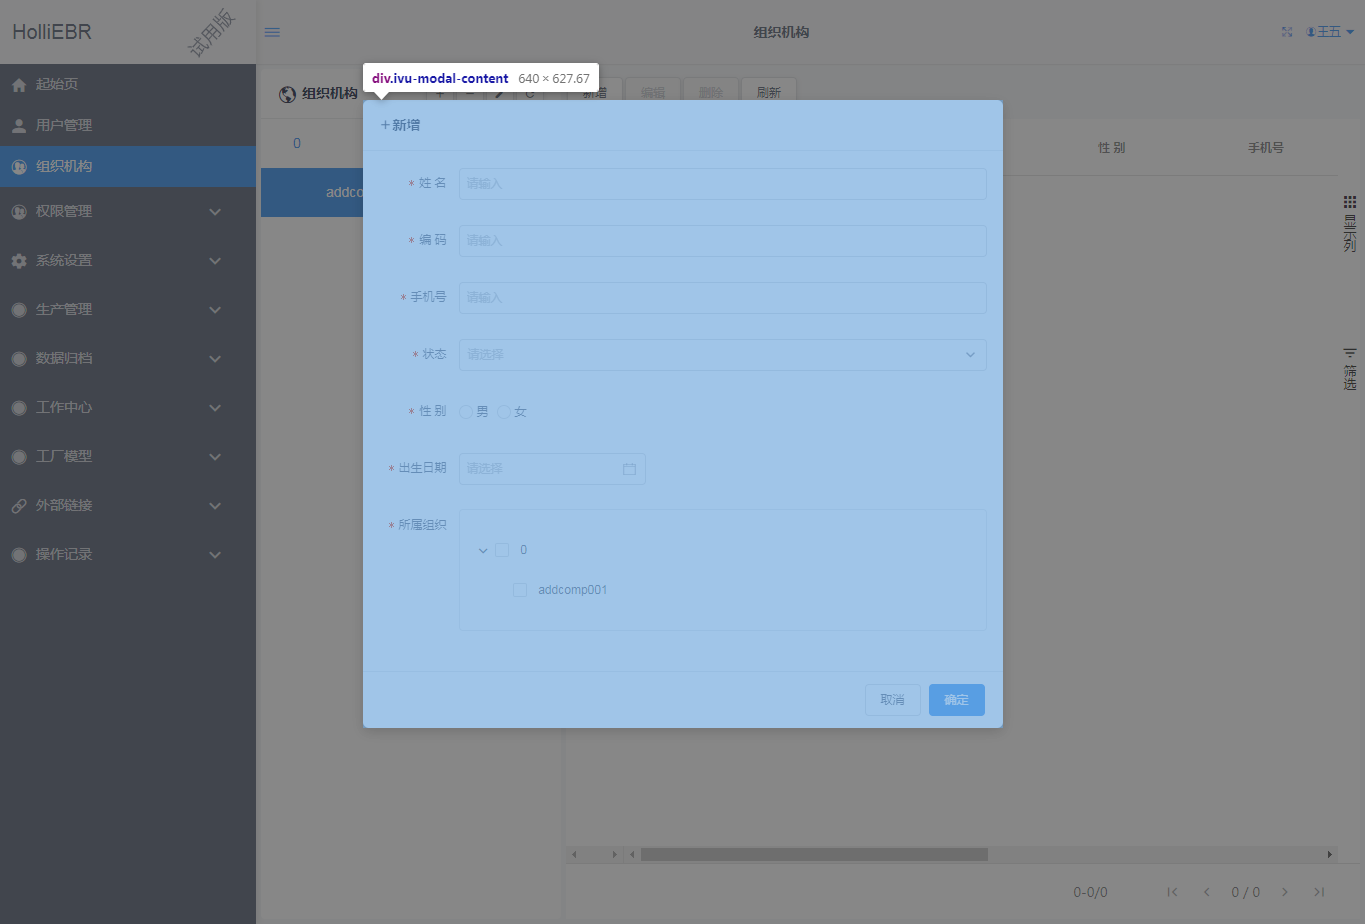 HolliEBR
试用版
组织机构
王五
起始页
用户管理
组织机构
权限管理
系统设置
生产管理
数据归档
工作中心
工厂模型
外部链接
操作记录
组织机构
div.ivu-modal-content 640 × 627.67
新增 编辑 删除 刷新
0
addco
性 别 手机号
显示列
筛选
+新增
* 姓 名 请输入
* 编 码 请输入
* 手机号 请输入
* 状态 请选择
* 性 别 男 女
* 出生日期 请选择
* 所属组织
0
addcomp001
取消 确定
0-0/0 0 / 0